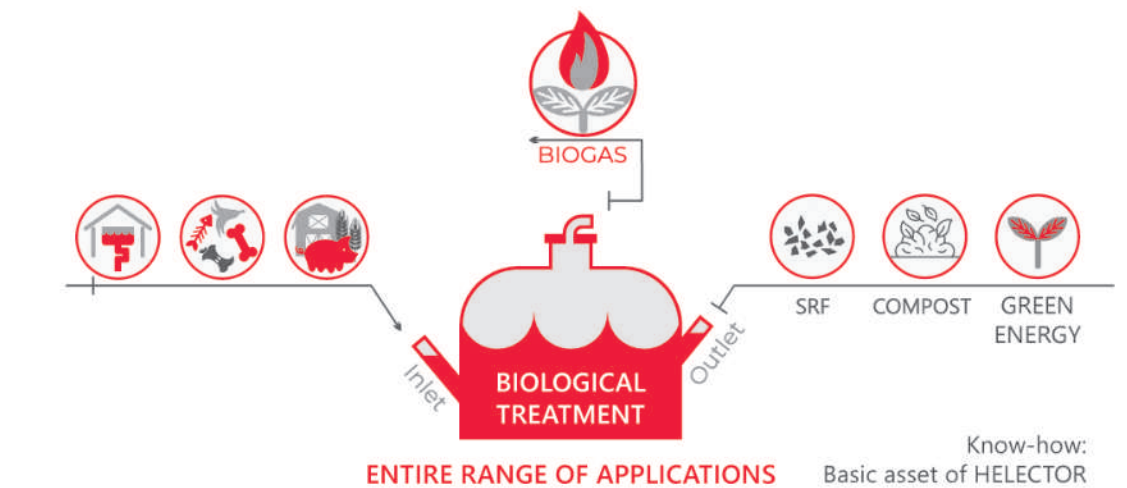 BIOGAS
SRF
COMPOST
GREEN
ENERGY
Inlet
Outlet
BIOLOGICAL
TREATMENT
ENTIRE RANGE OF APPLICATIONS
Know-how:
Basic asset of HELECTOR